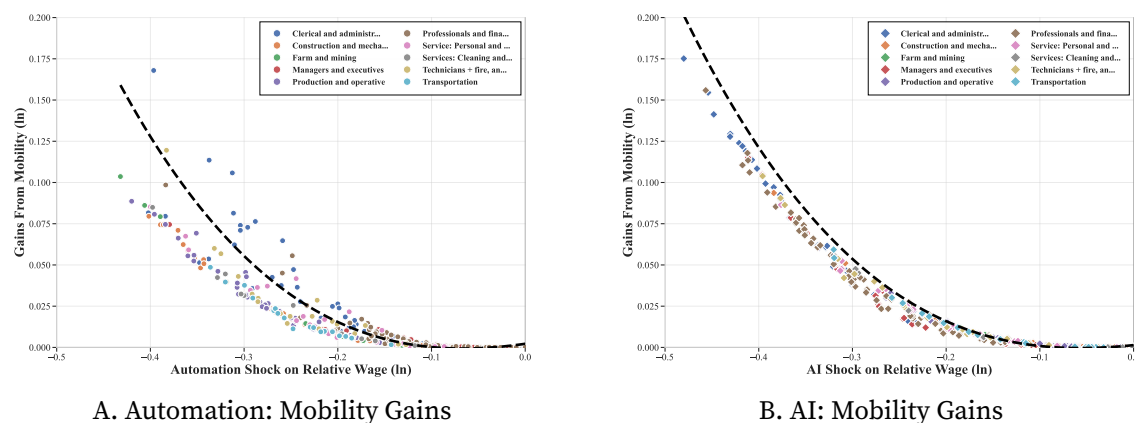 0.200
0.175
0.150
0.125
0.100
0.075
0.050
0.025
0.000
Gains From Mobility (ln)
Clerical and administr...
Construction and mecha...
Farm and mining
Managers and executives
Production and operative
Professionals and fina...
Service: Personal and ...
Services: Cleaning and...
Technicians + fire, an...
Transportation
−0.5 −0.4 −0.3 −0.2 −0.1 0.0
Automation Shock on Relative Wage (ln)
A. Automation: Mobility Gains
0.200
0.175
0.150
0.125
0.100
0.075
0.050
0.025
0.000
Gains From Mobility (ln)
Clerical and administr...
Construction and mecha...
Farm and mining
Managers and executives
Production and operative
Professionals and fina...
Service: Personal and ...
Services: Cleaning and...
Technicians + fire, an...
Transportation
−0.5 −0.4 −0.3 −0.2 −0.1 0.0
AI Shock on Relative Wage (ln)
B. AI: Mobility Gains